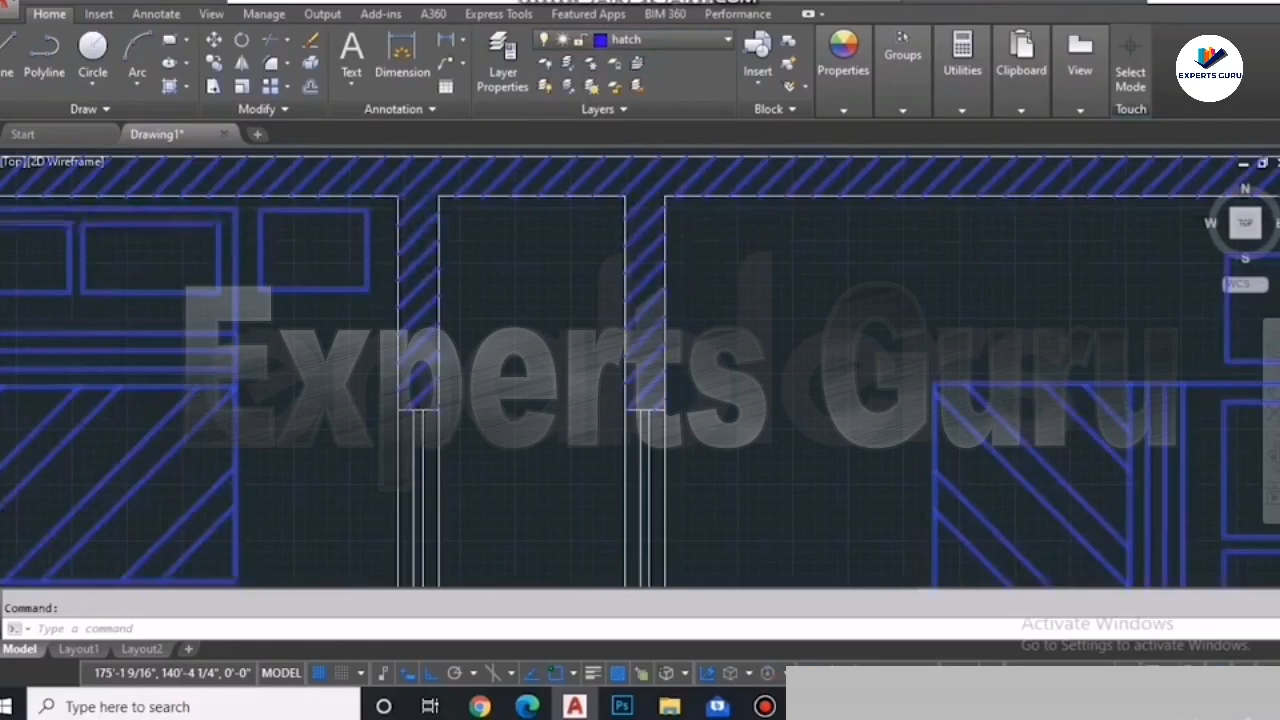 Home Insert Annotate View Manage Output Add-ins A360 Express Tools Featured Apps BIM 360 Performance
Polyline Circle Arc Text Dimension Layer Properties hatch Insert Properties Groups Utilities Clipboard View Select Mode
EXPERTS GURU
Draw Modify Annotation Layers Block Touch
Start Drawing1*
[Top][2D Wireframe]
N
W TOP
S
WCS
Experts Guru
Command:
Type a command
Activate Windows
Go to Settings to activate Windows.
Model Layout1 Layout2 +
175'-1 9/16", 140'-4 1/4", 0'-0" MODEL
Type here to search
Ps